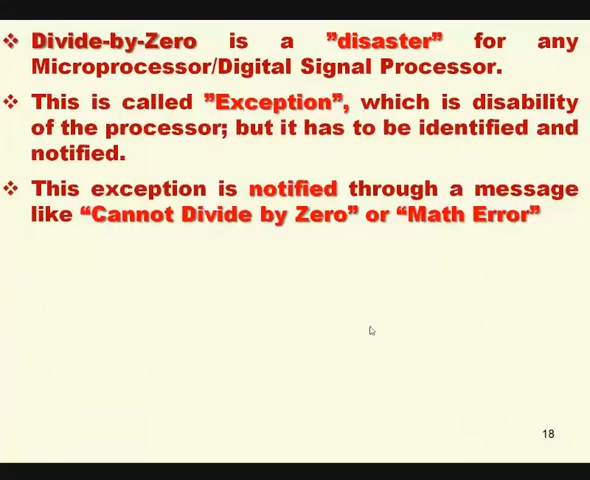 ❖ Divide-by-Zero is a ”disaster” for any
Microprocessor/Digital Signal Processor.
❖ This is called ”Exception”, which is disability
of the processor; but it has to be identified and
notified.
❖ This exception is notified through a message
like “Cannot Divide by Zero” or “Math Error”
18